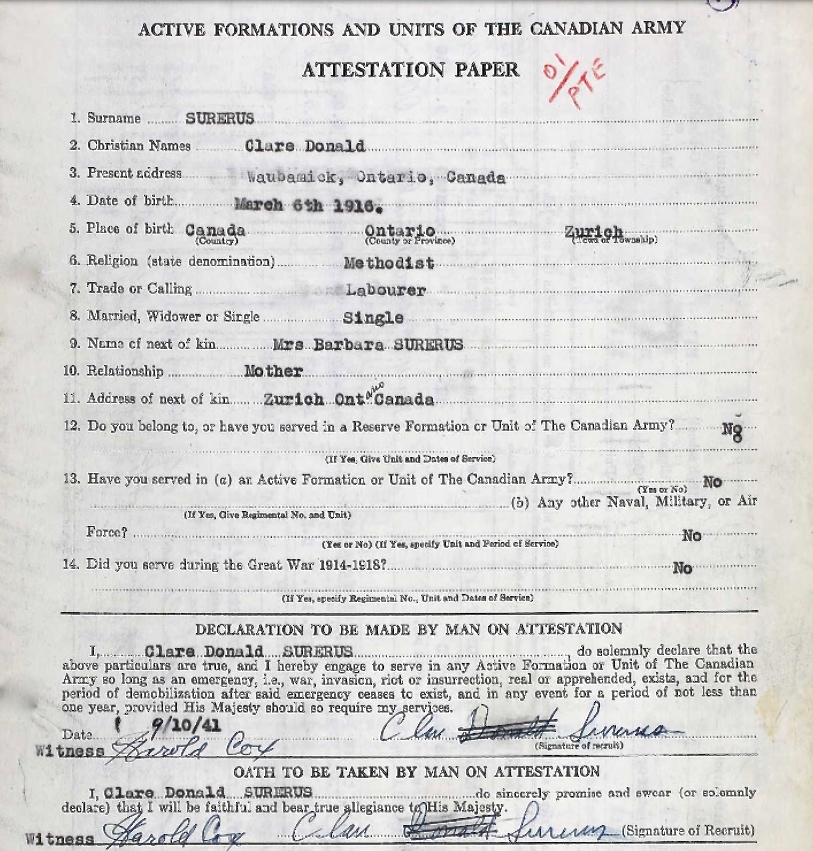 ACTIVE FORMATIONS AND UNITS OF THE CANADIAN ARMY
ATTESTATION PAPER
01/PTE
1. Surname SURERUS
2. Christian Names Clare Donald
3. Present address Waubamick, Ontario, Canada
4. Date of birth March 6th 1916.
5. Place of birth Canada Ontario Zurich
(Country) (County or Province) (Town or Township)
6. Religion (state denomination) Methodist
7. Trade or Calling Labourer
8. Married, Widower or Single Single
9. Name of next of kin Mrs Barbara SURERUS
10. Relationship Mother
11. Address of next of kin Zurich Ontario Canada
12. Do you belong to, or have you served in a Reserve Formation or Unit of The Canadian Army? No
(If Yes, Give Unit and Dates of Service)
13. Have you served in (a) an Active Formation or Unit of The Canadian Army? No
(Yes or No)
(b) Any other Naval, Military, or Air
(If Yes, Give Regimental No. and Unit)
Force? No
(Yes or No) (If Yes, specify Unit and Period of Service)
14. Did you serve during the Great War 1914-1918? No
(If Yes, specify Regimental No., Unit and Dates of Service)
DECLARATION TO BE MADE BY MAN ON ATTESTATION
I, Clare Donald SURERUS do solemnly declare that the
above particulars are true, and I hereby engage to serve in any Active Formation or Unit of The Canadian
Army so long as an emergency, i.e., war, invasion, riot or insurrection, real or apprehended, exists, and for the
period of demobilization after said emergency ceases to exist, and in any event for a period of not less than
one year, provided His Majesty should so require my services.
Date 9/10/41 Clare Donald Surerus
Witness Harold Cox (Signature of recruit)
OATH TO BE TAKEN BY MAN ON ATTESTATION
I, Clare Donald SURERUS do sincerely promise and swear (or solemnly
declare) that I will be faithful and bear true allegiance to His Majesty.
Witness Harold Cox Clare Donald Surerus (Signature of Recruit)